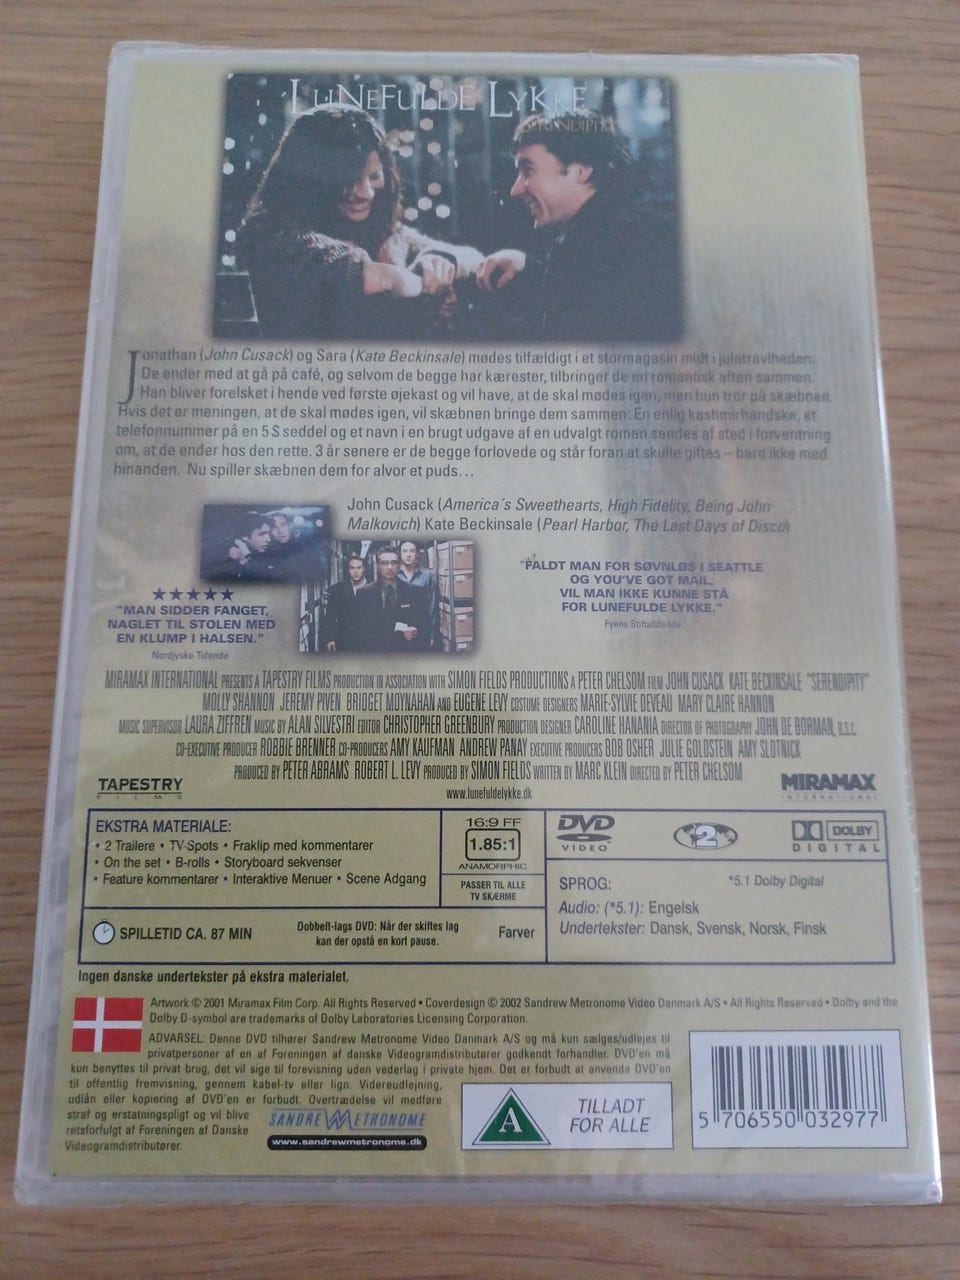 LUNEFULDE LYKKE
SERENDIPITY
Jonathan (John Cusack) og Sara (Kate Beckinsale) mødes tilfældigt i et stormagasin midt i juletravlheden.
De ender med at gå på café, og selvom de begge har kærester, tilbringer de en romantisk aften sammen.
Han bliver forelsket i hende ved første øjekast og vil have, at de skal mødes igen, men hun tror på skæbnen.
Hvis det er meningen, at de skal mødes igen, vil skæbnen bringe dem sammen: En enlig kashmirhandske, et
telefonnummer på en 5 $ seddel og et navn i en brugt udgave af en udvalgt roman sendes af sted i forventning
om, at de ender hos den rette. 3 år senere er de begge forlovede og står foran at skulle giftes – bare ikke med
hinanden. Nu spiller skæbnen dem for alvor et puds...
John Cusack (America's Sweethearts, High Fidelity, Being John
Malkovich) Kate Beckinsale (Pearl Harbor, The Last Days of Disco)
★★★★★
"MAN SIDDER FANGET,
NAGLET TIL STOLEN MED
EN KLUMP I HALSEN."
Nordjyske Tidende
"FALDT MAN FOR SØVNLØS I SEATTLE
OG YOU'VE GOT MAIL,
VIL MAN IKKE KUNNE STÅ
FOR LUNEFULDE LYKKE."
Fyens Stiftstidende
MIRAMAX INTERNATIONAL PRESENTS A TAPESTRY FILMS PRODUCTION IN ASSOCIATION WITH SIMON FIELDS PRODUCTIONS A PETER CHELSOM FILM JOHN CUSACK KATE BECKINSALE "SERENDIPITY"
MOLLY SHANNON JEREMY PIVEN BRIDGET MOYNAHAN AND EUGENE LEVY COSTUME DESIGNERS MARIE-SYLVIE DEVEAU MARY CLAIRE HANNON
MUSIC SUPERVISOR LAURA ZIFFREN MUSIC BY ALAN SILVESTRI EDITOR CHRISTOPHER GREENBURY PRODUCTION DESIGNER CAROLINE HANANIA DIRECTOR OF PHOTOGRAPHY JOHN DE BORMAN, B.S.C.
CO-EXECUTIVE PRODUCER ROBBIE BRENNER CO-PRODUCERS AMY KAUFMAN ANDREW PANAY EXECUTIVE PRODUCERS BOB OSHER JULIE GOLDSTEIN AMY SLOTNICK
PRODUCED BY PETER ABRAMS ROBERT L. LEVY PRODUCED BY SIMON FIELDS WRITTEN BY MARC KLEIN DIRECTED BY PETER CHELSOM
TAPESTRY
FILMS
www.lunefuldelykke.dk
MIRAMAX
INTERNATIONAL
EKSTRA MATERIALE:
• 2 Trailere • TV-Spots • Fraklip med kommentarer
• On the set • B-rolls • Storyboard sekvenser
• Feature kommentarer • Interaktive Menuer • Scene Adgang
16:9 FF
1.85:1
ANAMORPHIC
PASSER TIL ALLE
TV SKÆRME
DVD
VIDEO
2
DOLBY
DIGITAL
SPROG: *5.1 Dolby Digital
Audio: (*5.1): Engelsk
Undertekster: Dansk, Svensk, Norsk, Finsk
SPILLETID CA. 87 MIN
Dobbelt-lags DVD: Når der skiftes lag
kan der opstå en kort pause.
Farver
Ingen danske undertekster på ekstra materialet.
Artwork © 2001 Miramax Film Corp. All Rights Reserved • Coverdesign © 2002 Sandrew Metronome Video Danmark A/S • All Rights Reserved • Dolby and the
Dolby D-symbol are trademarks of Dolby Laboratories Licensing Corporation.
ADVARSEL: Denne DVD tilhører Sandrew Metronome Video Danmark A/S og må kun sælges/udlejes til
privatpersoner af en af Foreningen af danske Videogramdistributører godkendt forhandler. DVD'en må
kun benyttes til privat brug, det vil sige til forevisning uden vederlag i private hjem. Det er forbudt at anvende DVD'en
til offentlig fremvisning, gennem kabel-tv eller lign. Videreudlejning,
udlån eller kopiering af DVD'en er forbudt. Overtrædelse vil medføre
straf og erstatningspligt og vil blive
retsforfulgt af Foreningen af Danske
Videogramdistributører.
SANDREW METRONOME
www.sandrewmetronome.dk
A
TILLADT
FOR ALLE
5 706550 032977